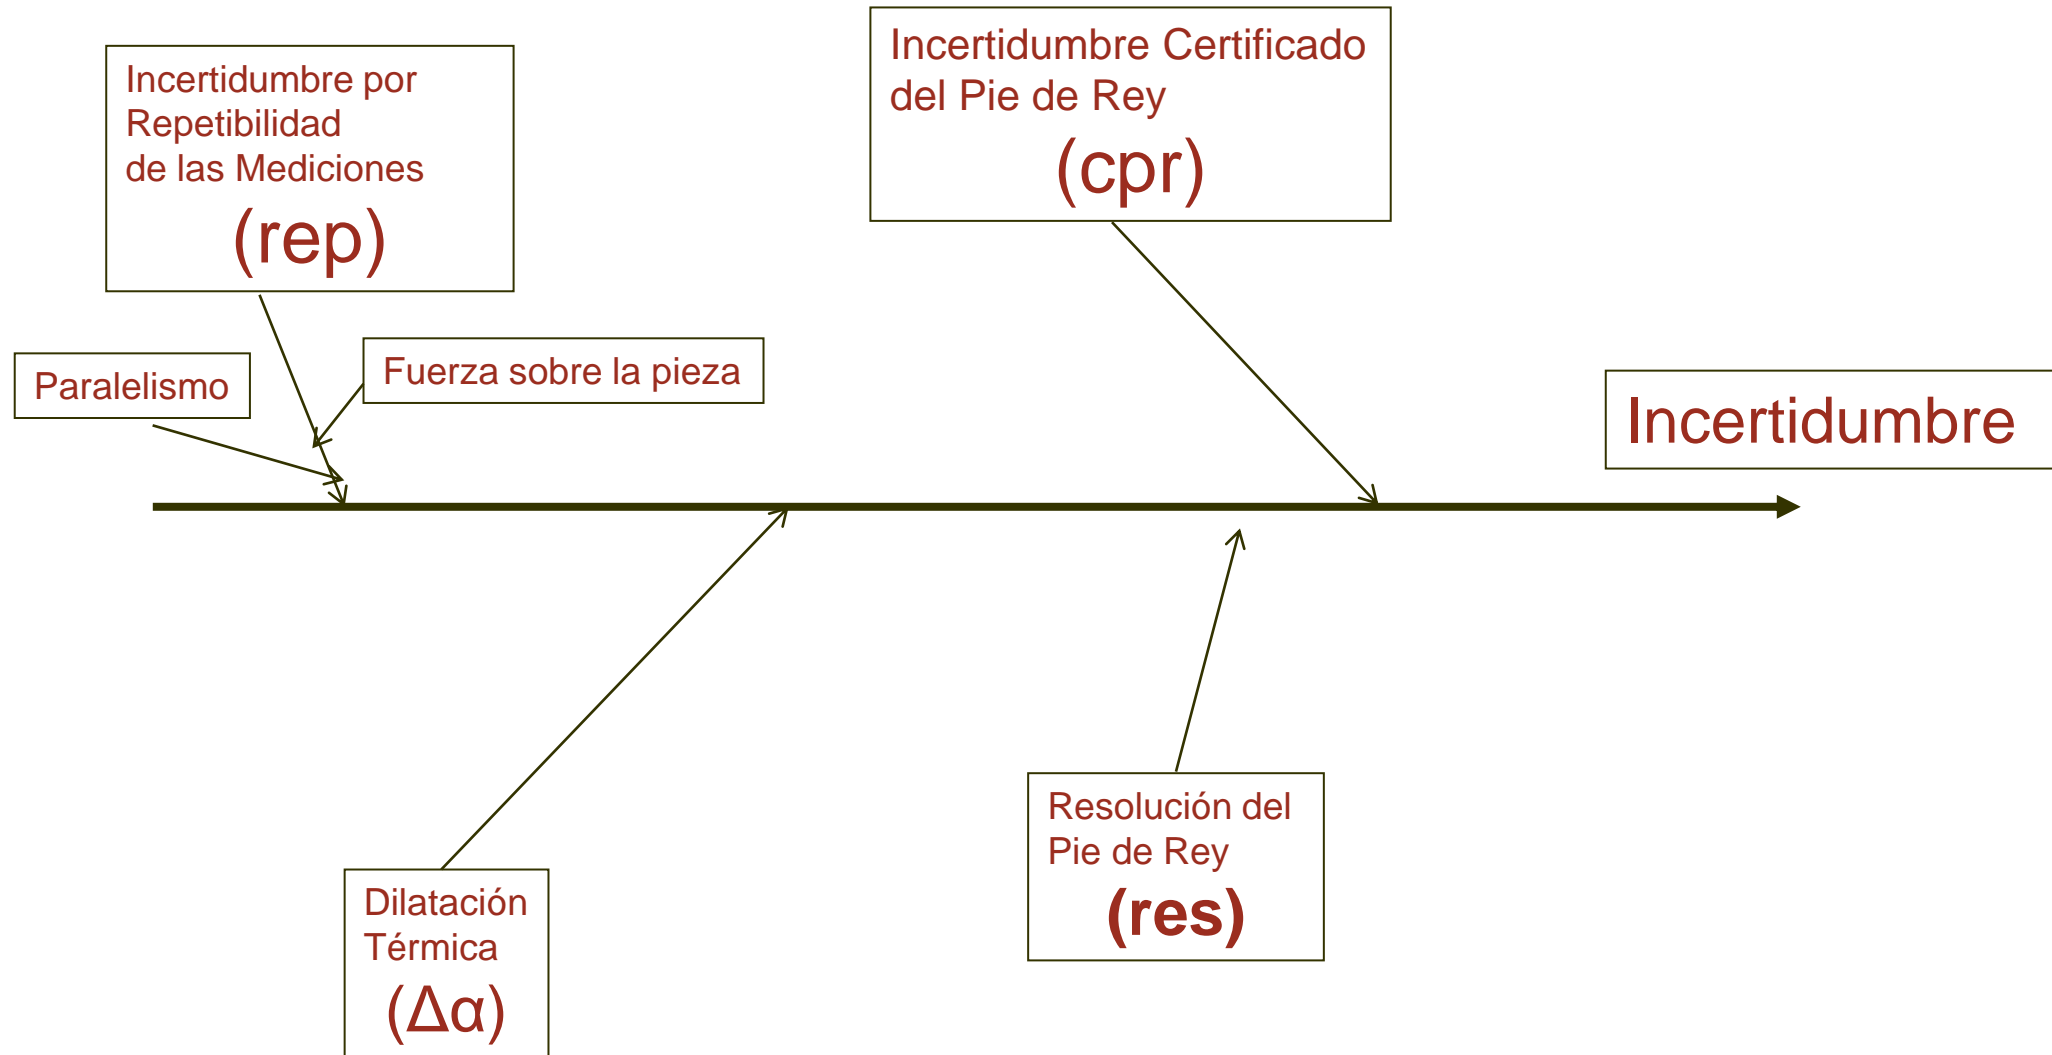 Incertidumbre por
Repetibilidad
de las Mediciones
(rep)
Incertidumbre Certificado
del Pie de Rey
(cpr)
Paralelismo
Fuerza sobre la pieza
Incertidumbre
Dilatación
Térmica
(Δα)
Resolución del
Pie de Rey
(res)